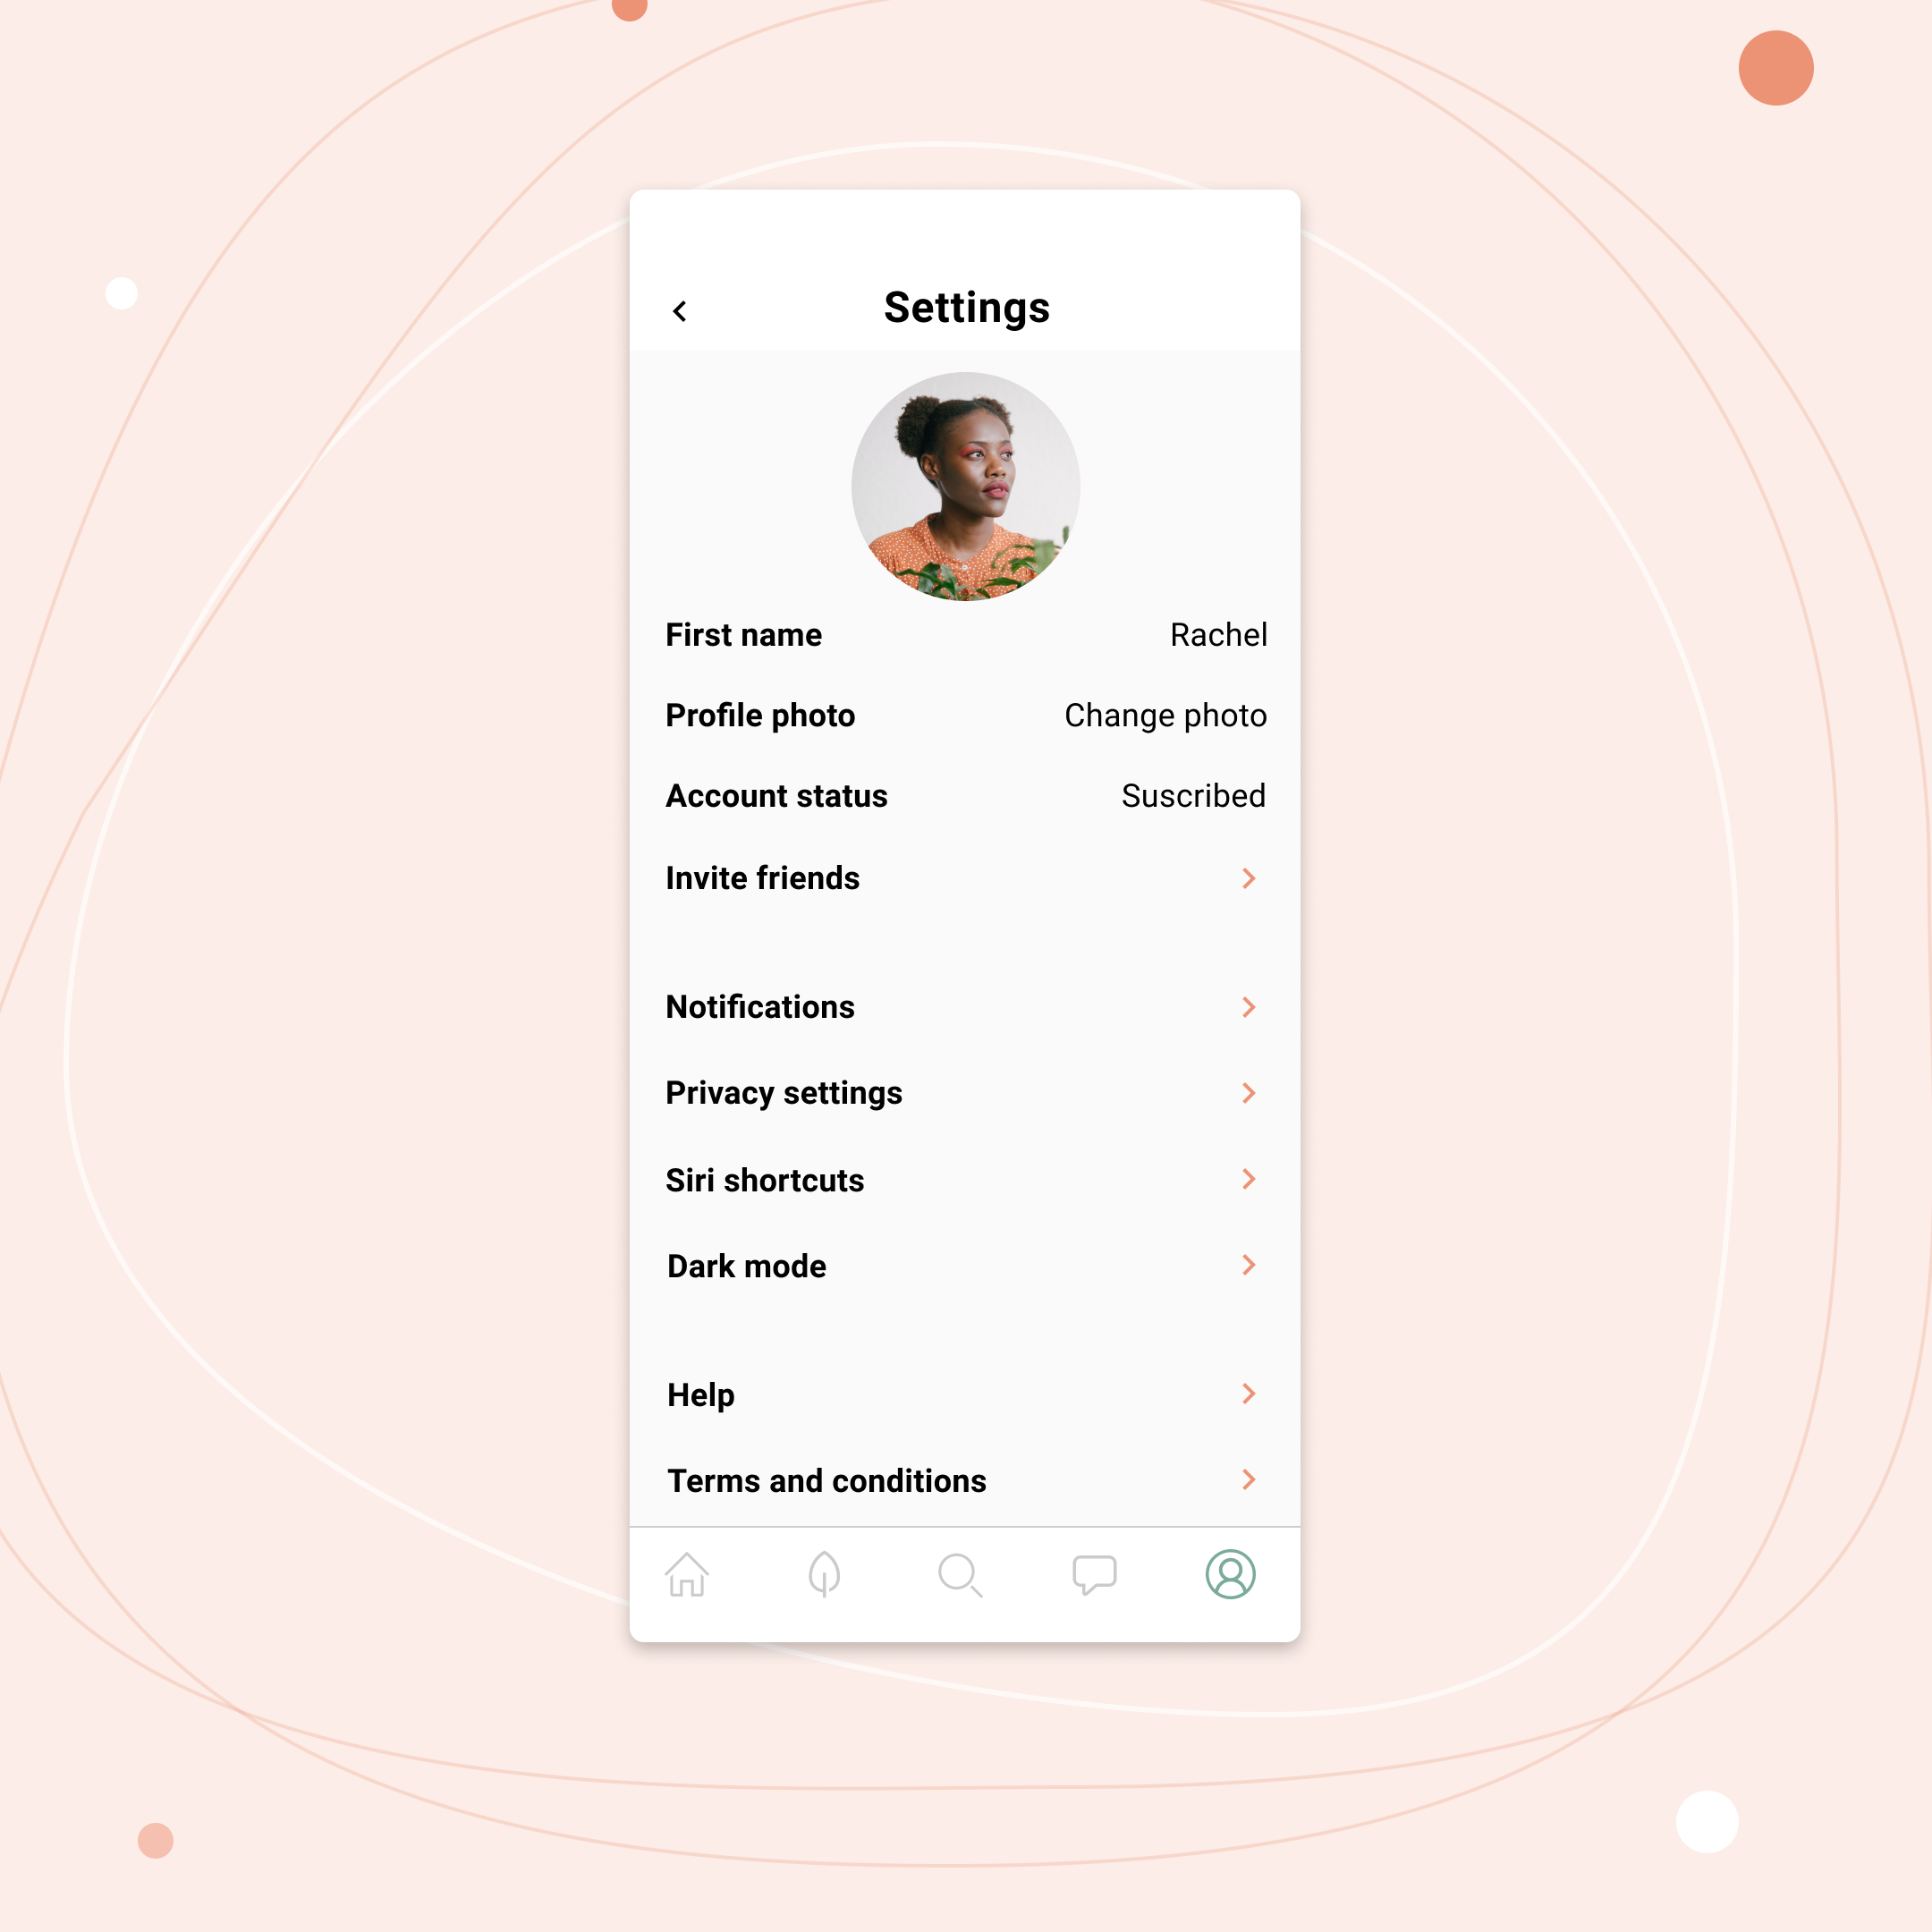 Settings
First name Rachel
Profile photo Change photo
Account status Suscribed
Invite friends
Notifications
Privacy settings
Siri shortcuts
Dark mode
Help
Terms and conditions